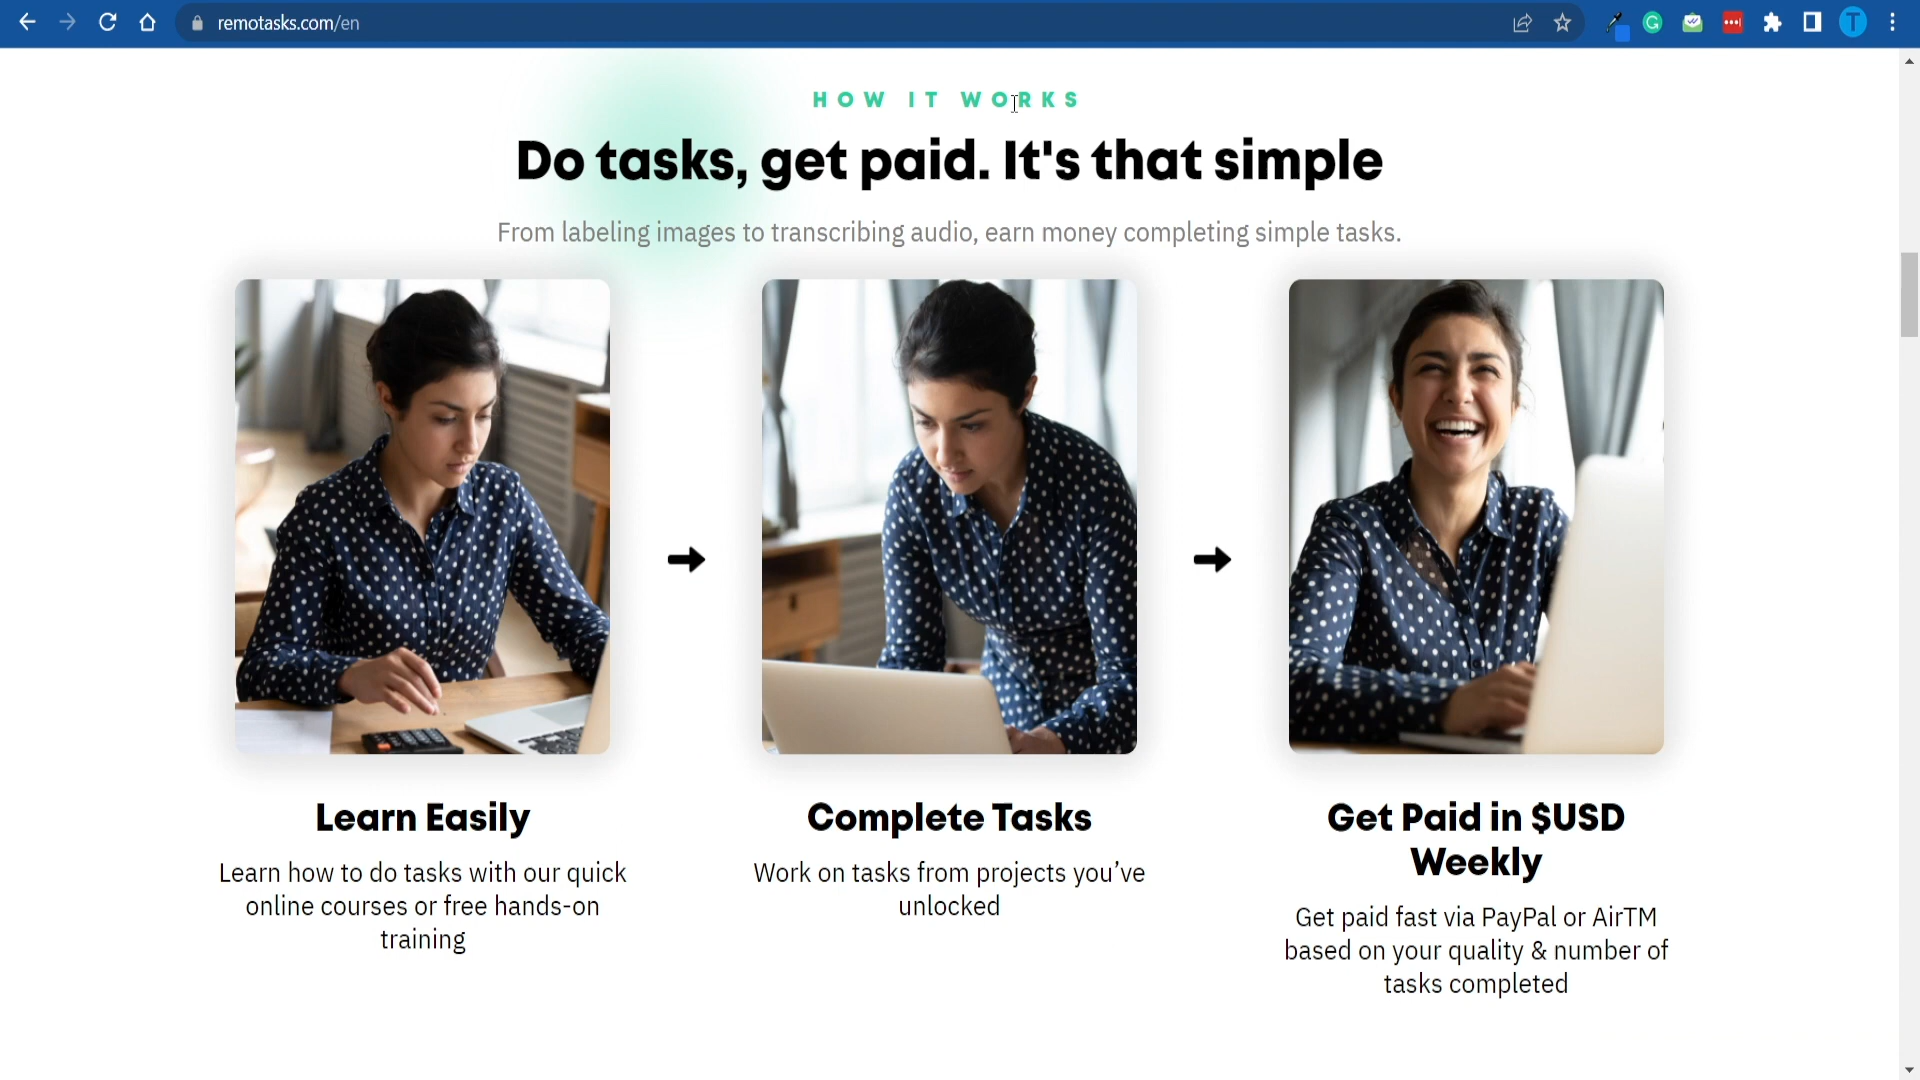 remotasks.com/en
T
HOW IT WORKS
Do tasks, get paid. It's that simple
From labeling images to transcribing audio, earn money completing simple tasks.
Learn Easily
Learn how to do tasks with our quick
online courses or free hands-on
training
Complete Tasks
Work on tasks from projects you’ve
unlocked
Get Paid in $USD
Weekly
Get paid fast via PayPal or AirTM
based on your quality & number of
tasks completed